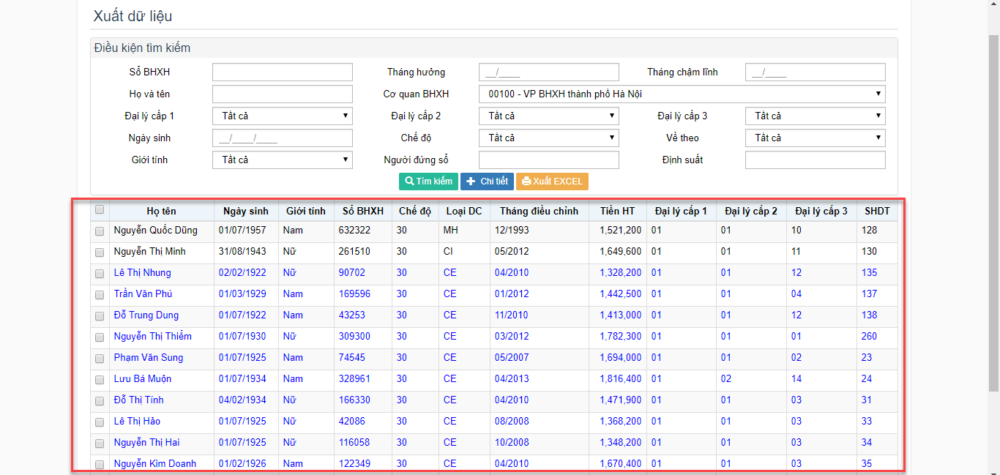 Xuất dữ liệu
Điều kiện tìm kiếm
Số BHXH Tháng hưởng __/____ Tháng chậm lĩnh __/____
Họ và tên Cơ quan BHXH 00100 - VP BHXH thành phố Hà Nội
Đại lý cấp 1 Tất cả Đại lý cấp 2 Tất cả Đại lý cấp 3 Tất cả
Ngày sinh __/____/____ Chế độ Tất cả Về theo Tất cả
Giới tính Tất cả Người đứng sổ Định suất
Tìm kiếm Chi tiết Xuất EXCEL
Họ tên Ngày sinh Giới tính Số BHXH Chế độ Loại DC Tháng điều chỉnh Tiền HT Đại lý cấp 1 Đại lý cấp 2 Đại lý cấp 3 SHDT
Nguyễn Quốc Dũng 01/07/1957 Nam 632322 30 MH 12/1993 1,521,200 01 01 10 128
Nguyễn Thị Minh 31/08/1943 Nữ 261510 30 CI 05/2012 1,649,600 01 01 11 130
Lê Thị Nhung 02/02/1922 Nữ 90702 30 CE 04/2010 1,328,200 01 01 12 135
Trần Văn Phú 01/03/1929 Nam 169596 30 CE 01/2012 1,442,500 01 01 04 137
Đỗ Trung Dung 01/07/1922 Nam 43253 30 CE 11/2010 1,413,000 01 01 12 138
Nguyễn Thị Thiểm 01/07/1930 Nữ 309300 30 CE 03/2012 1,782,300 01 01 01 260
Phạm Văn Sung 01/07/1925 Nam 74545 30 CE 05/2007 1,694,000 01 01 02 23
Lưu Bá Muộn 01/07/1934 Nam 328961 30 CE 04/2013 1,816,400 01 02 14 24
Đỗ Thị Tính 04/02/1934 Nữ 166330 30 CE 04/2010 1,471,900 01 01 03 31
Lê Thị Hảo 01/07/1925 Nữ 42086 30 CE 08/2008 1,368,200 01 01 03 33
Nguyễn Thị Hai 01/07/1925 Nữ 116058 30 CE 10/2008 1,348,200 01 01 03 34
Nguyễn Kim Doanh 01/02/1926 Nam 122349 30 CE 04/2010 1,670,400 01 01 03 35